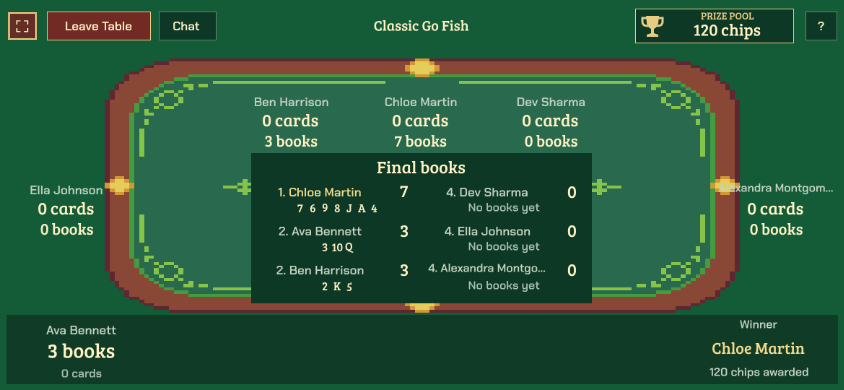 Leave Table
Chat
Classic Go Fish
PRIZE POOL
120 chips
?
Ben Harrison
0 cards
3 books
Chloe Martin
0 cards
7 books
Dev Sharma
0 cards
0 books
Ella Johnson
0 cards
0 books
Alexandra Montgom...
0 cards
0 books
Final books
1. Chloe Martin 7
7 6 9 8 J A 4
2. Ava Bennett 3
3 10 Q
2. Ben Harrison 3
2 K 5
4. Dev Sharma 0
No books yet
4. Ella Johnson 0
No books yet
4. Alexandra Montgo... 0
No books yet
Ava Bennett
3 books
0 cards
Winner
Chloe Martin
120 chips awarded